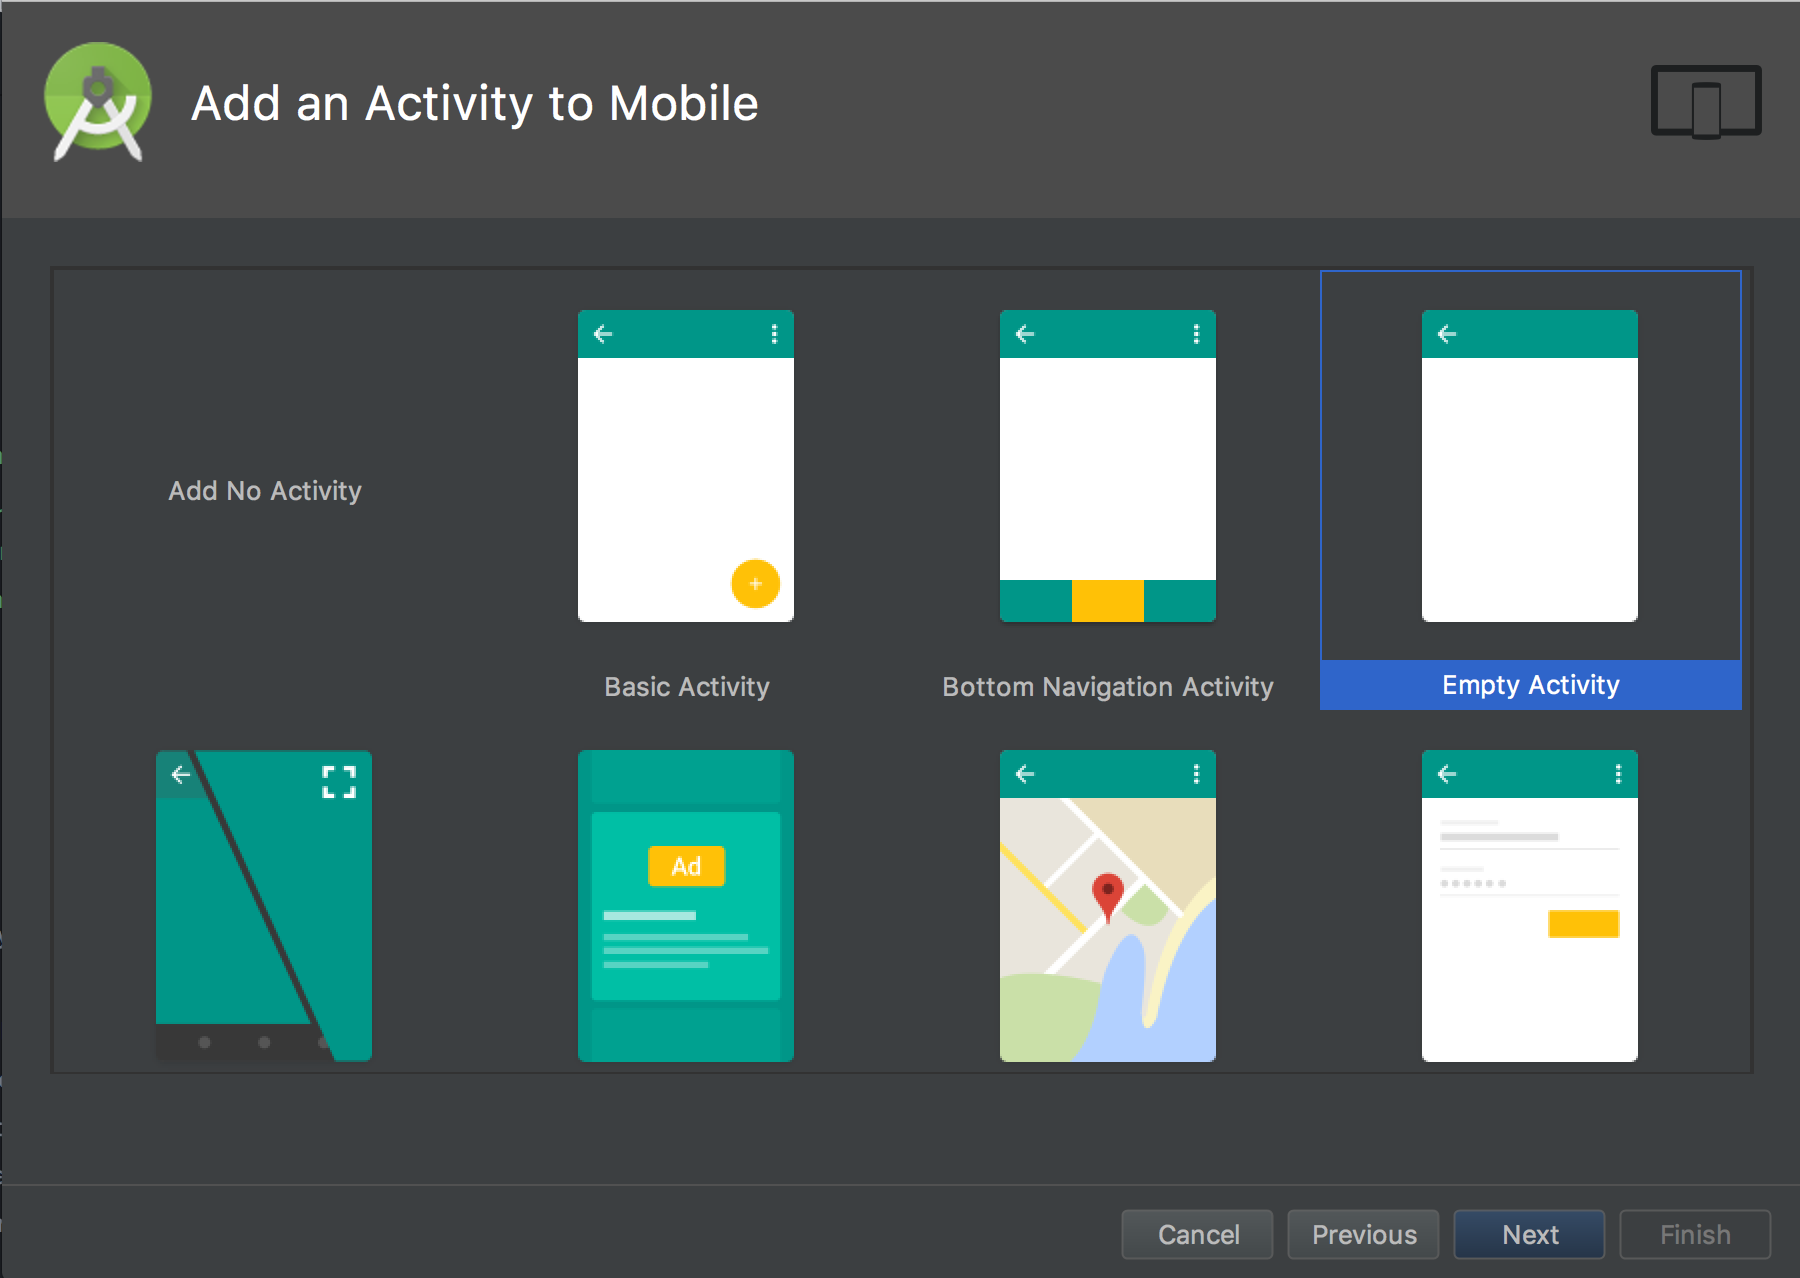 Add an Activity to Mobile
Add No Activity
Basic Activity
Bottom Navigation Activity
Empty Activity
Ad
Cancel
Previous
Next
Finish